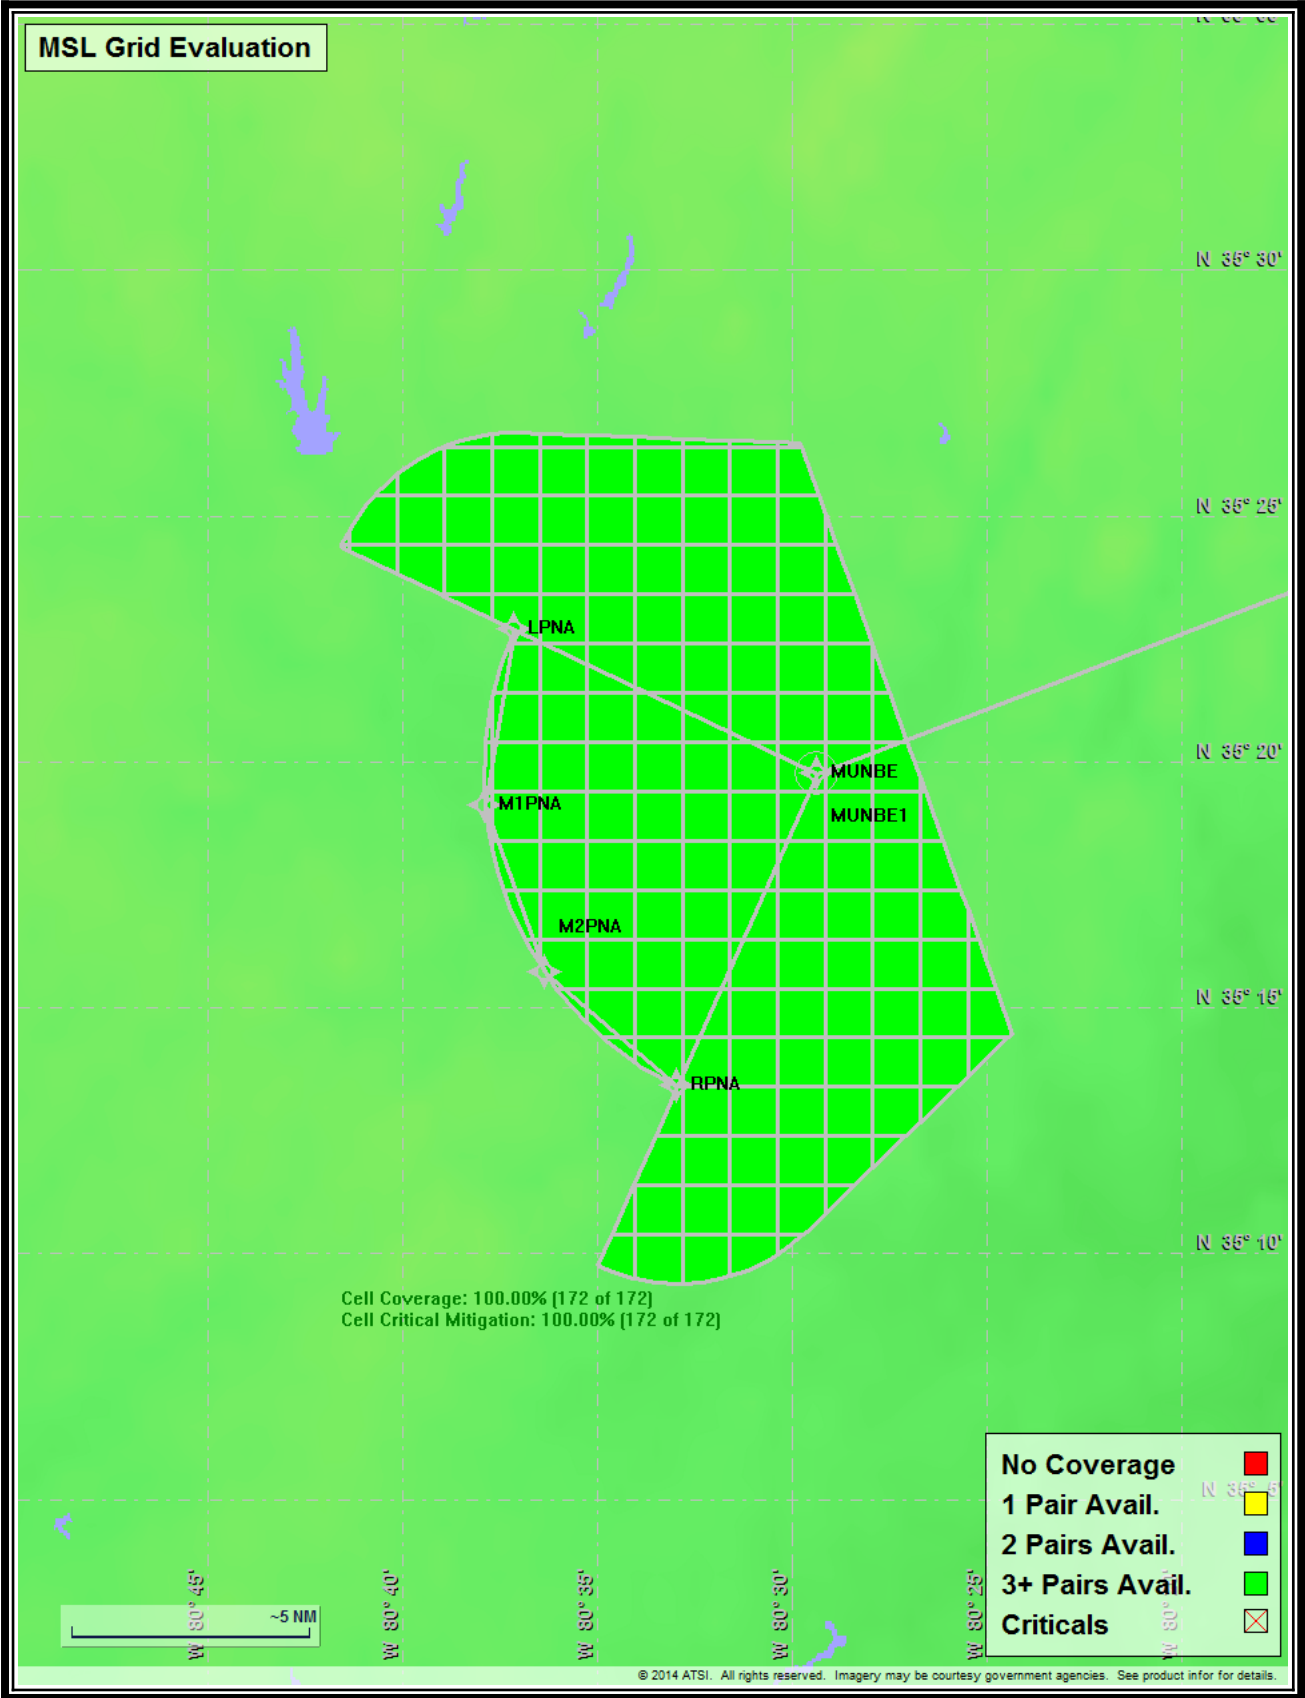 MSL Grid Evaluation
N 35° 30'
N 35° 25'
LPNA
N 35° 20'
MUNBE
M1PNA
MUNBE1
M2PNA
N 35° 15'
RPNA
N 35° 10'
Cell Coverage: 100.00% (172 of 172)
Cell Critical Mitigation: 100.00% (172 of 172)
No Coverage
N 35° 5'
1 Pair Avail.
2 Pairs Avail.
3+ Pairs Avail.
Criticals
W 80° 45'
W 80° 40'
W 80° 35'
W 80° 30'
W 80° 25'
~5 NM
© 2014 ATSI. All rights reserved. Imagery may be courtesy government agencies. See product infor for details.